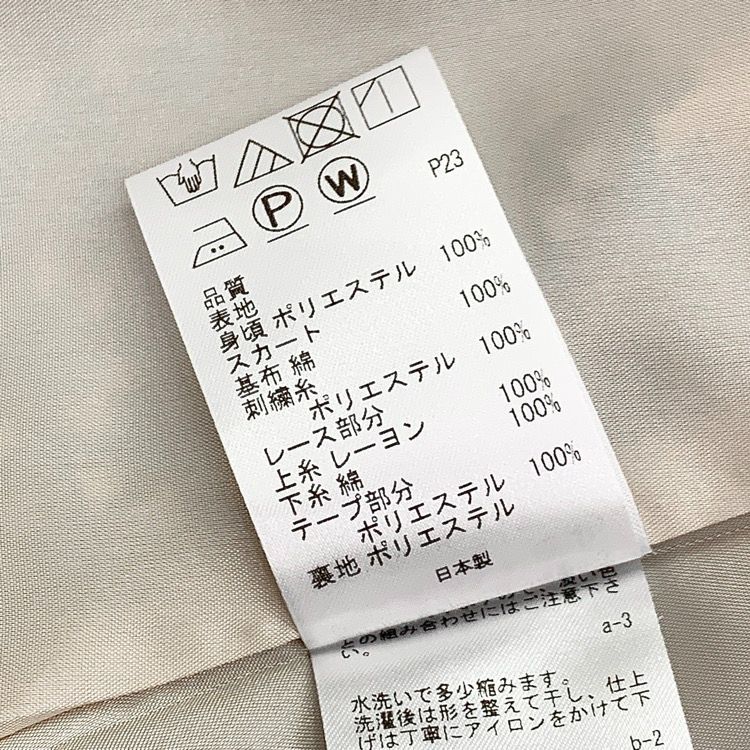 P
W
P23
品質
表地
身頃 ポリエステル 100%
スカート
基布 綿 100%
刺繍糸
ポリエステル 100%
レース部分
上糸 レーヨン 100%
下糸 綿 100%
テープ部分
ポリエステル 100%
裏地 ポリエステル
日本製
濃い色
との組み合わせにはご注意下さ
い。
a-3
水洗いで多少縮みます。
洗濯後は形を整えて干し、仕上
げは丁寧にアイロンをかけて下
b-2